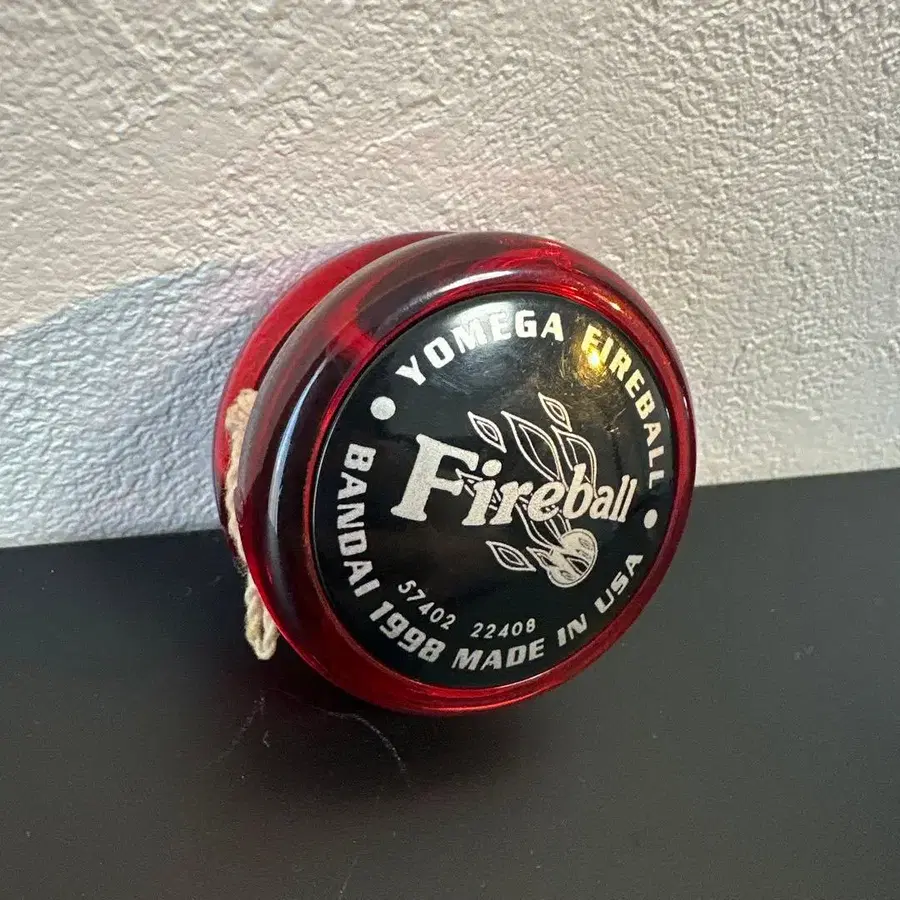 YOMEGA FIREBALL
Fireball
57402 22408
BANDAI 1998 MADE IN USA